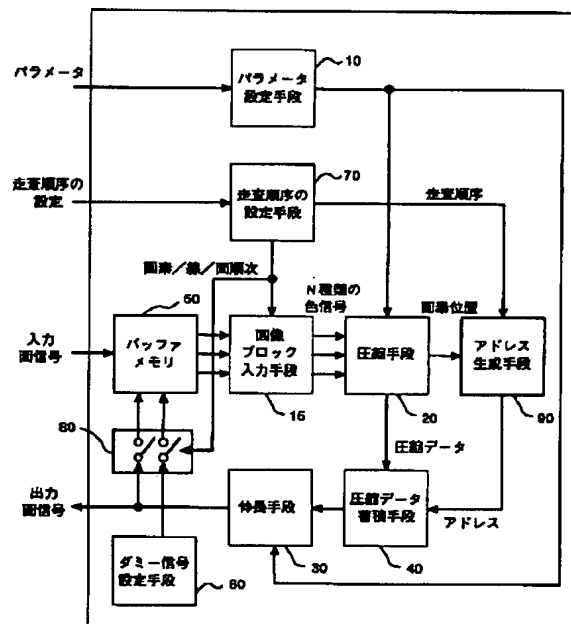 パラメータ
パラメータ
設定手段
10
走査順序の
設定
走査順序の
設定手段
70
走査順序
画素/線/面順次
N種類の
色信号
画素位置
50
入力
画信号
バッファ
メモリ
画像
ブロック
入力手段
15
圧縮手段
20
アドレス
生成手段
90
80
圧縮データ
出力
画信号
伸長手段
30
圧縮データ
蓄積手段
40
アドレス
ダミー信号
設定手段
60